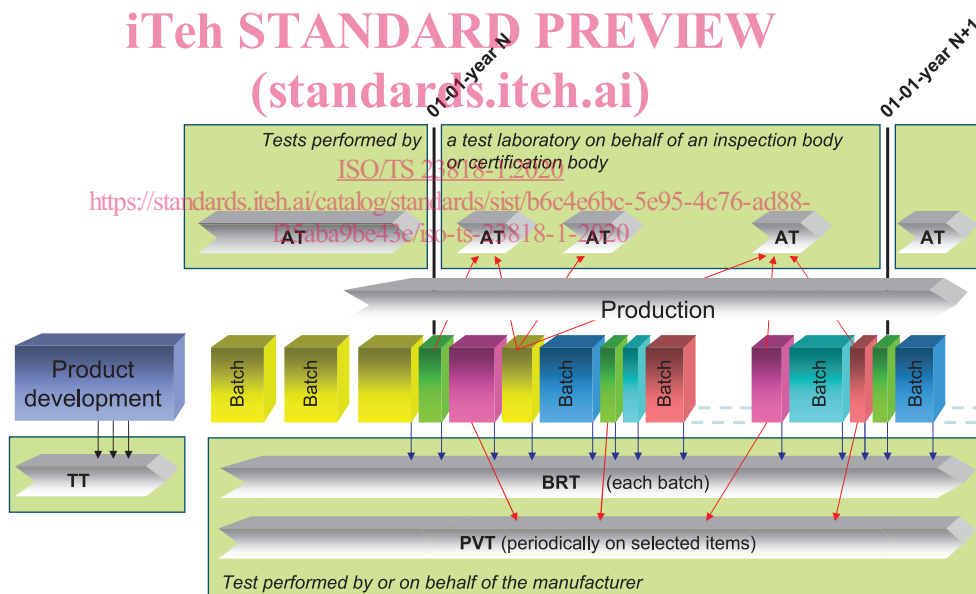 iTeh STANDARD PREVIEW
(standards.iteh.ai)
01-01-year N
01-01-year N+1
Tests performed by
a test laboratory on behalf of an inspection body
or certification body
ISO/TS 23818-1:2020
https://standards.iteh.ai/catalog/standards/sist/b6c4e6bc-5e95-4c76-ad88-
f25aba9be43e/iso-ts-23818-1-2020
AT
AT
AT
AT
AT
Production
Product
development
Batch
Batch
Batch
Batch
Batch
Batch
TT
BRT (each batch)
PVT (periodically on selected items)
Test performed by or on behalf of the manufacturer